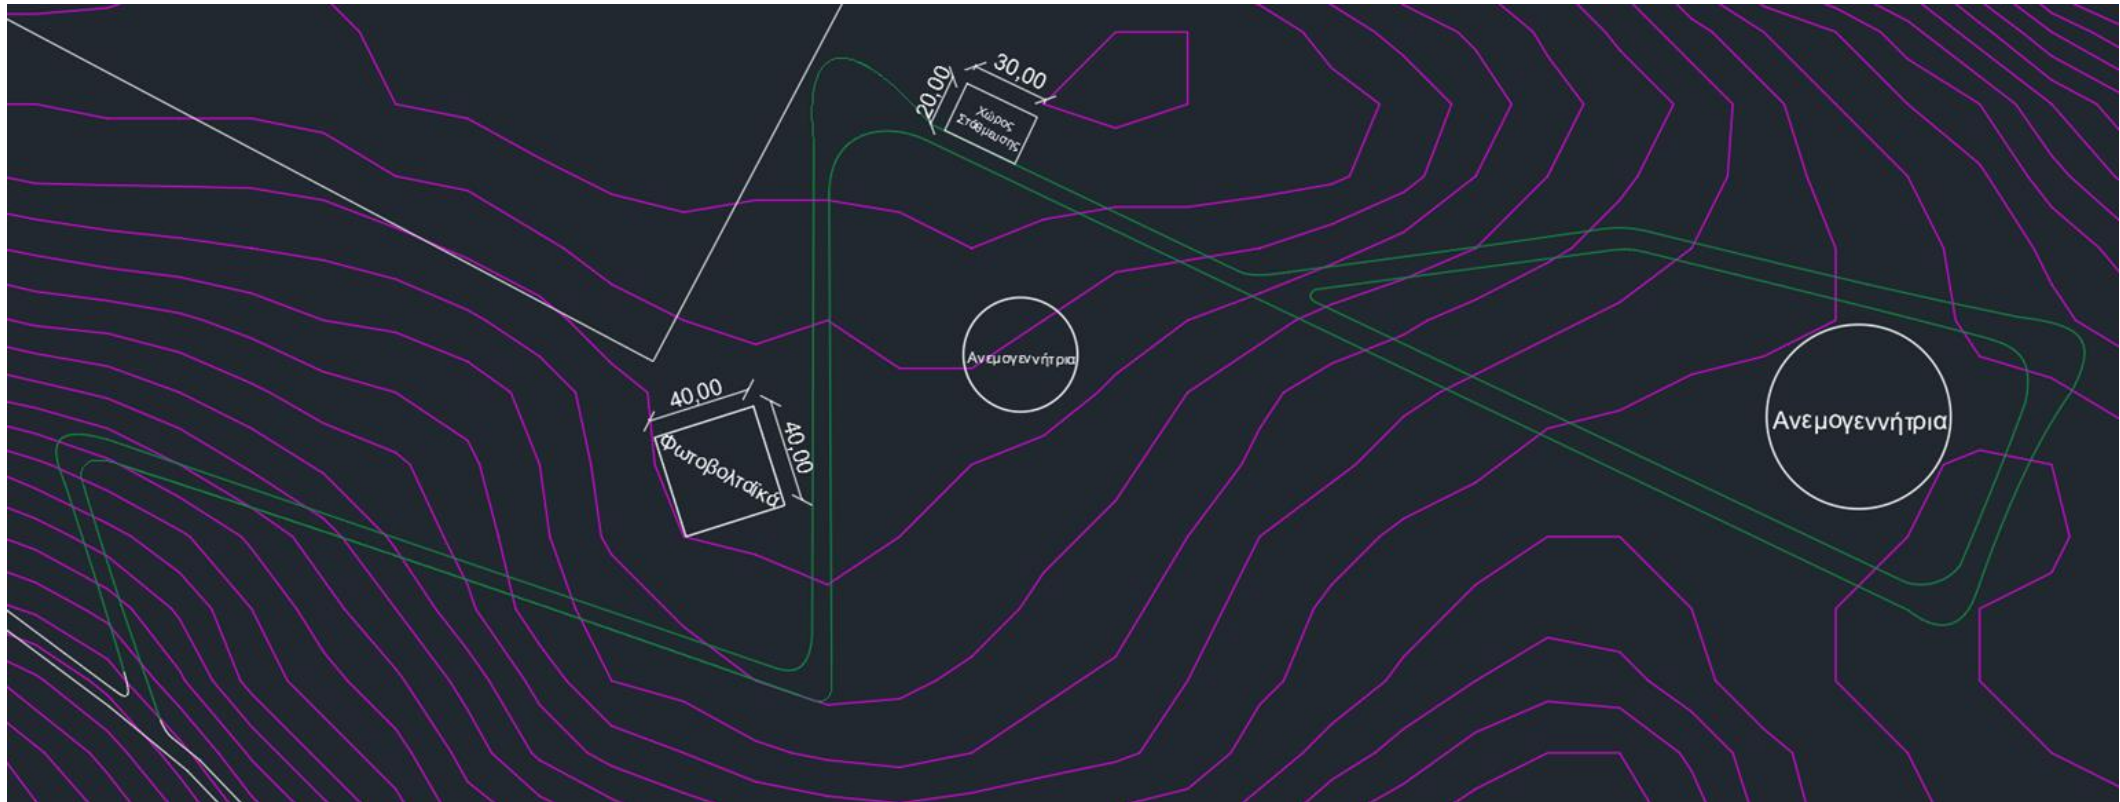 30,00
20,00
Χώρος
Στάθμευσης
Ανεμογεννήτρια
40,00
40,00
Φωτοβολταϊκά
Ανεμογεννήτρια